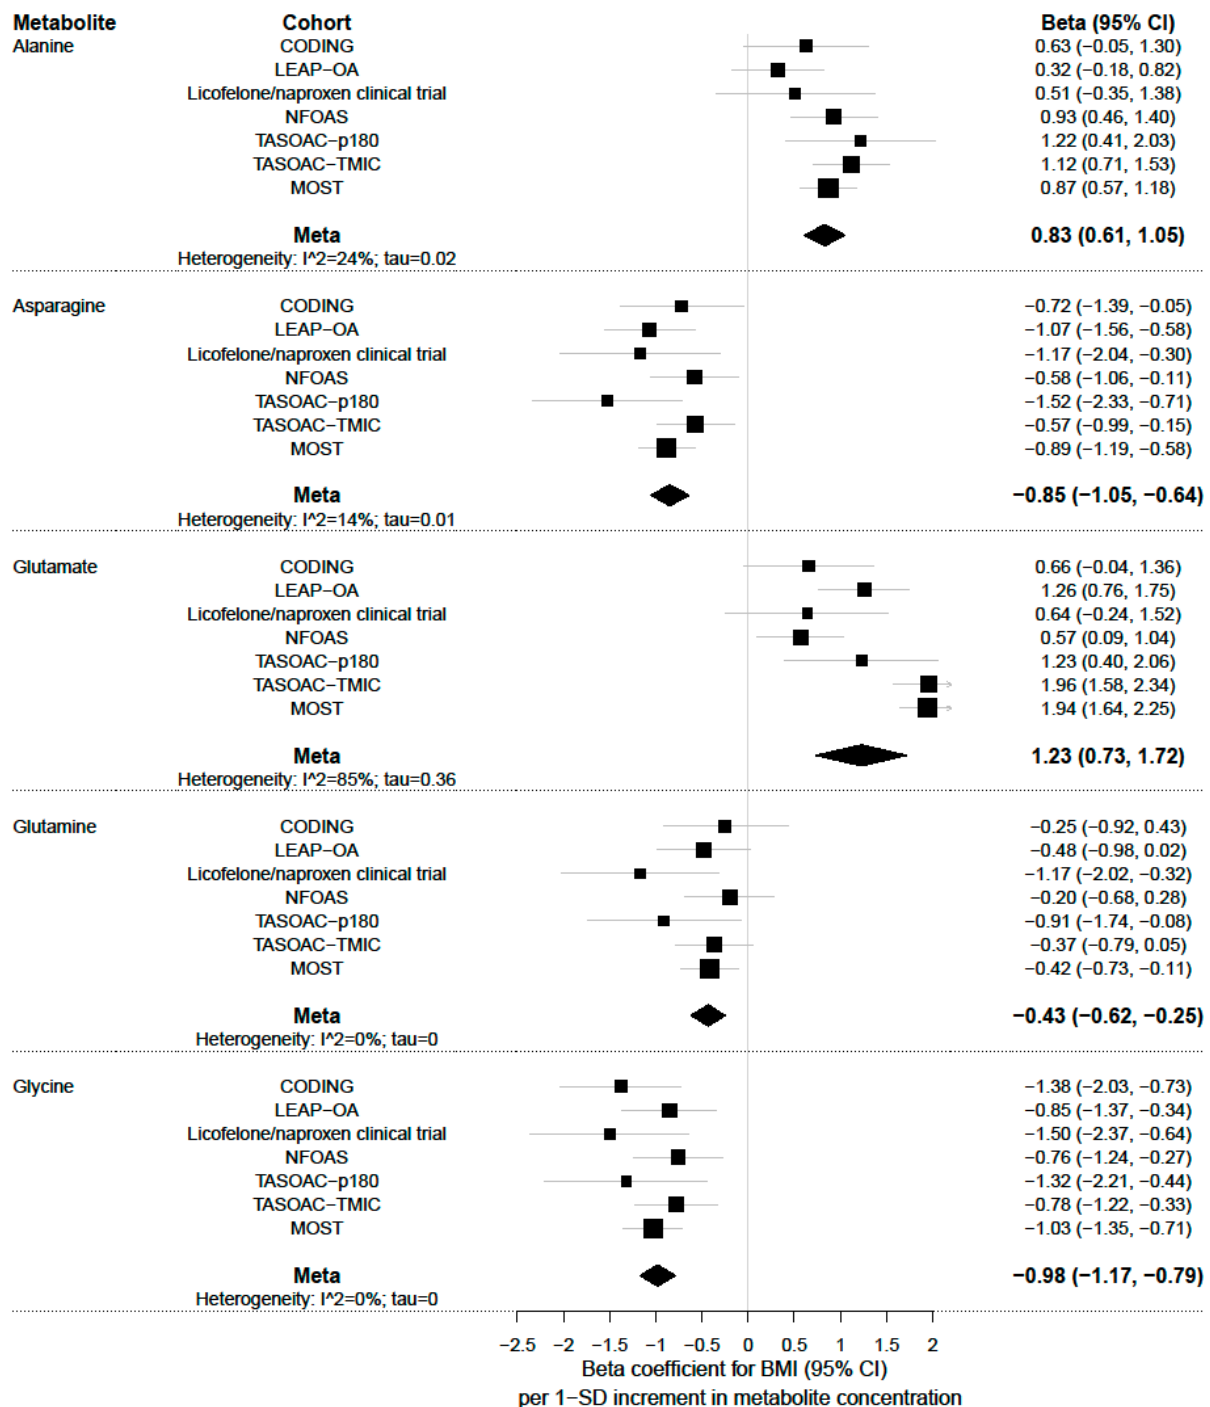 Metabolite Cohort Beta (95% CI)
Alanine CODING 0.63 (−0.05, 1.30)
LEAP−OA 0.32 (−0.18, 0.82)
Licofelone/naproxen clinical trial 0.51 (−0.35, 1.38)
NFOAS 0.93 (0.46, 1.40)
TASOAC−p180 1.22 (0.41, 2.03)
TASOAC−TMIC 1.12 (0.71, 1.53)
MOST 0.87 (0.57, 1.18)
Meta 0.83 (0.61, 1.05)
Heterogeneity: I^2=24%; tau=0.02
Asparagine CODING −0.72 (−1.39, −0.05)
LEAP−OA −1.07 (−1.56, −0.58)
Licofelone/naproxen clinical trial −1.17 (−2.04, −0.30)
NFOAS −0.58 (−1.06, −0.11)
TASOAC−p180 −1.52 (−2.33, −0.71)
TASOAC−TMIC −0.57 (−0.99, −0.15)
MOST −0.89 (−1.19, −0.58)
Meta −0.85 (−1.05, −0.64)
Heterogeneity: I^2=14%; tau=0.01
Glutamate CODING 0.66 (−0.04, 1.36)
LEAP−OA 1.26 (0.76, 1.75)
Licofelone/naproxen clinical trial 0.64 (−0.24, 1.52)
NFOAS 0.57 (0.09, 1.04)
TASOAC−p180 1.23 (0.40, 2.06)
TASOAC−TMIC 1.96 (1.58, 2.34)
MOST 1.94 (1.64, 2.25)
Meta 1.23 (0.73, 1.72)
Heterogeneity: I^2=85%; tau=0.36
Glutamine CODING −0.25 (−0.92, 0.43)
LEAP−OA −0.48 (−0.98, 0.02)
Licofelone/naproxen clinical trial −1.17 (−2.02, −0.32)
NFOAS −0.20 (−0.68, 0.28)
TASOAC−p180 −0.91 (−1.74, −0.08)
TASOAC−TMIC −0.37 (−0.79, 0.05)
MOST −0.42 (−0.73, −0.11)
Meta −0.43 (−0.62, −0.25)
Heterogeneity: I^2=0%; tau=0
Glycine CODING −1.38 (−2.03, −0.73)
LEAP−OA −0.85 (−1.37, −0.34)
Licofelone/naproxen clinical trial −1.50 (−2.37, −0.64)
NFOAS −0.76 (−1.24, −0.27)
TASOAC−p180 −1.32 (−2.21, −0.44)
TASOAC−TMIC −0.78 (−1.22, −0.33)
MOST −1.03 (−1.35, −0.71)
Meta −0.98 (−1.17, −0.79)
Heterogeneity: I^2=0%; tau=0
−2.5 −2 −1.5 −1 −0.5 0 0.5 1 1.5 2
Beta coefficient for BMI (95% CI)
per 1−SD increment in metabolite concentration